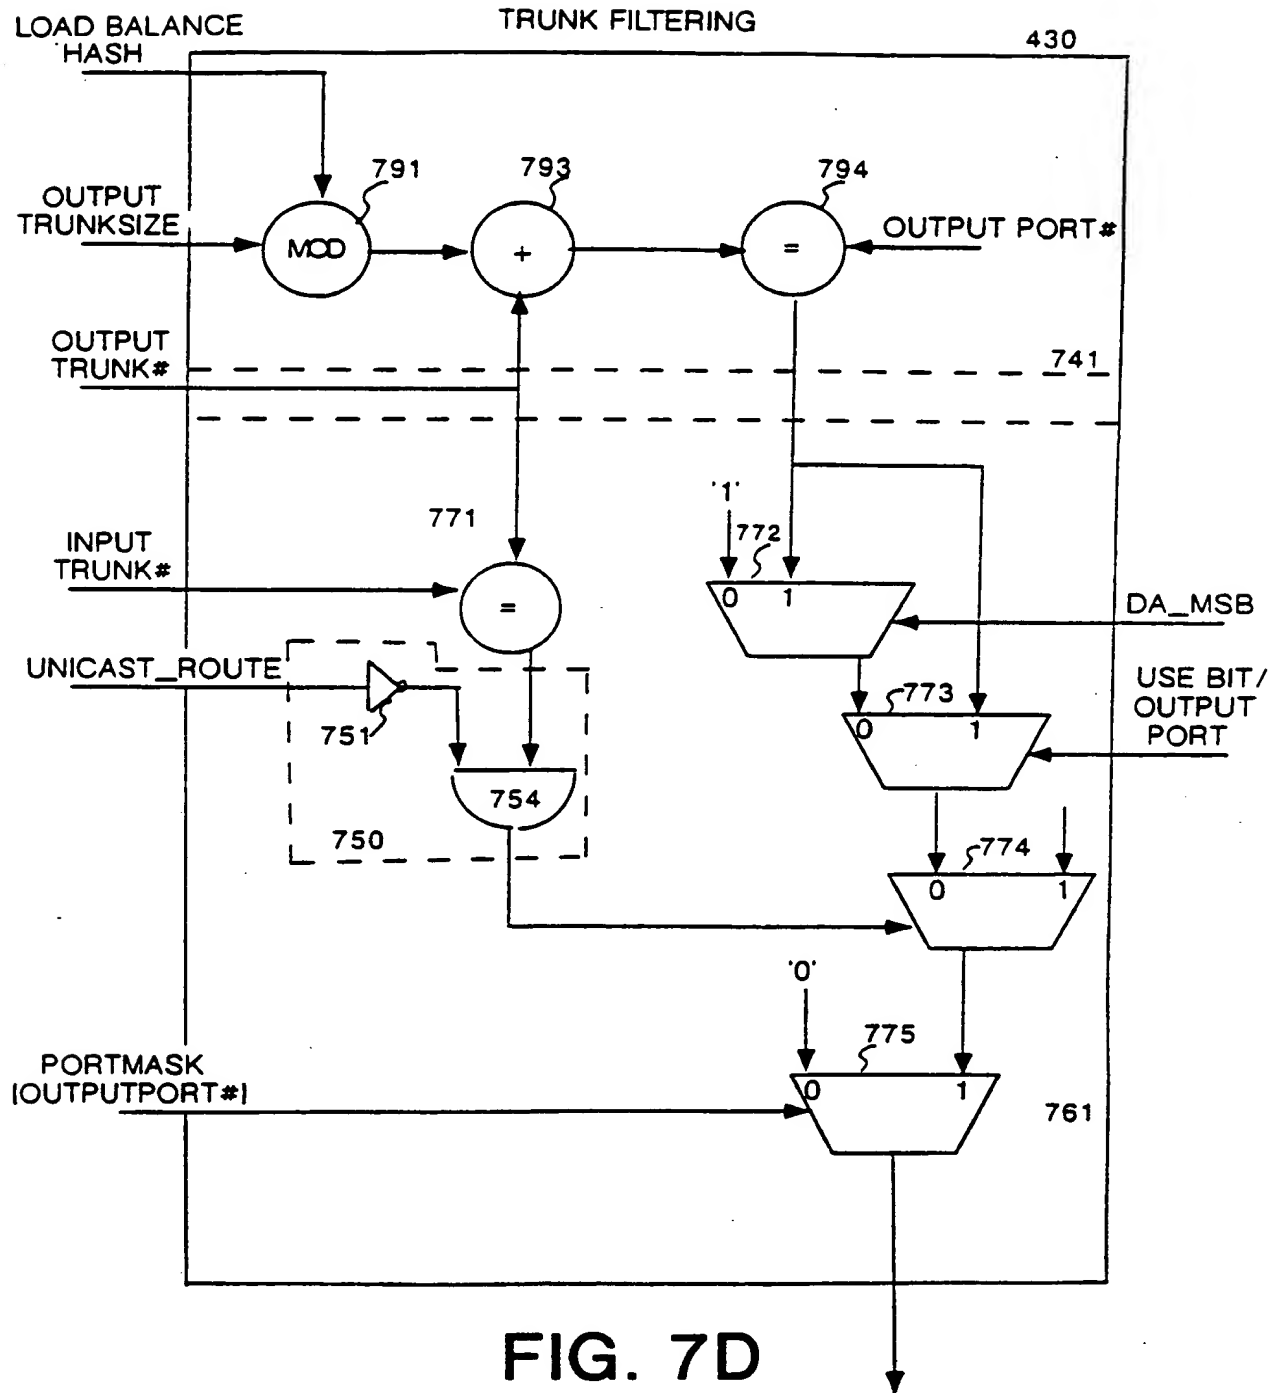 TRUNK FILTERING
LOAD BALANCE
HASH
430
791
793
794
OUTPUT
TRUNKSIZE
MOD
+
=
OUTPUT PORT#
OUTPUT
TRUNK#
741
'1'
771
772
INPUT
TRUNK#
0 1
=
DA_MSB
UNICAST_ROUTE
751
773
USE BIT/
OUTPUT
PORT
0 1
754
750
774
0 1
'0'
775
PORTMASK
[OUTPUTPORT#]
0 1
761
FIG. 7D